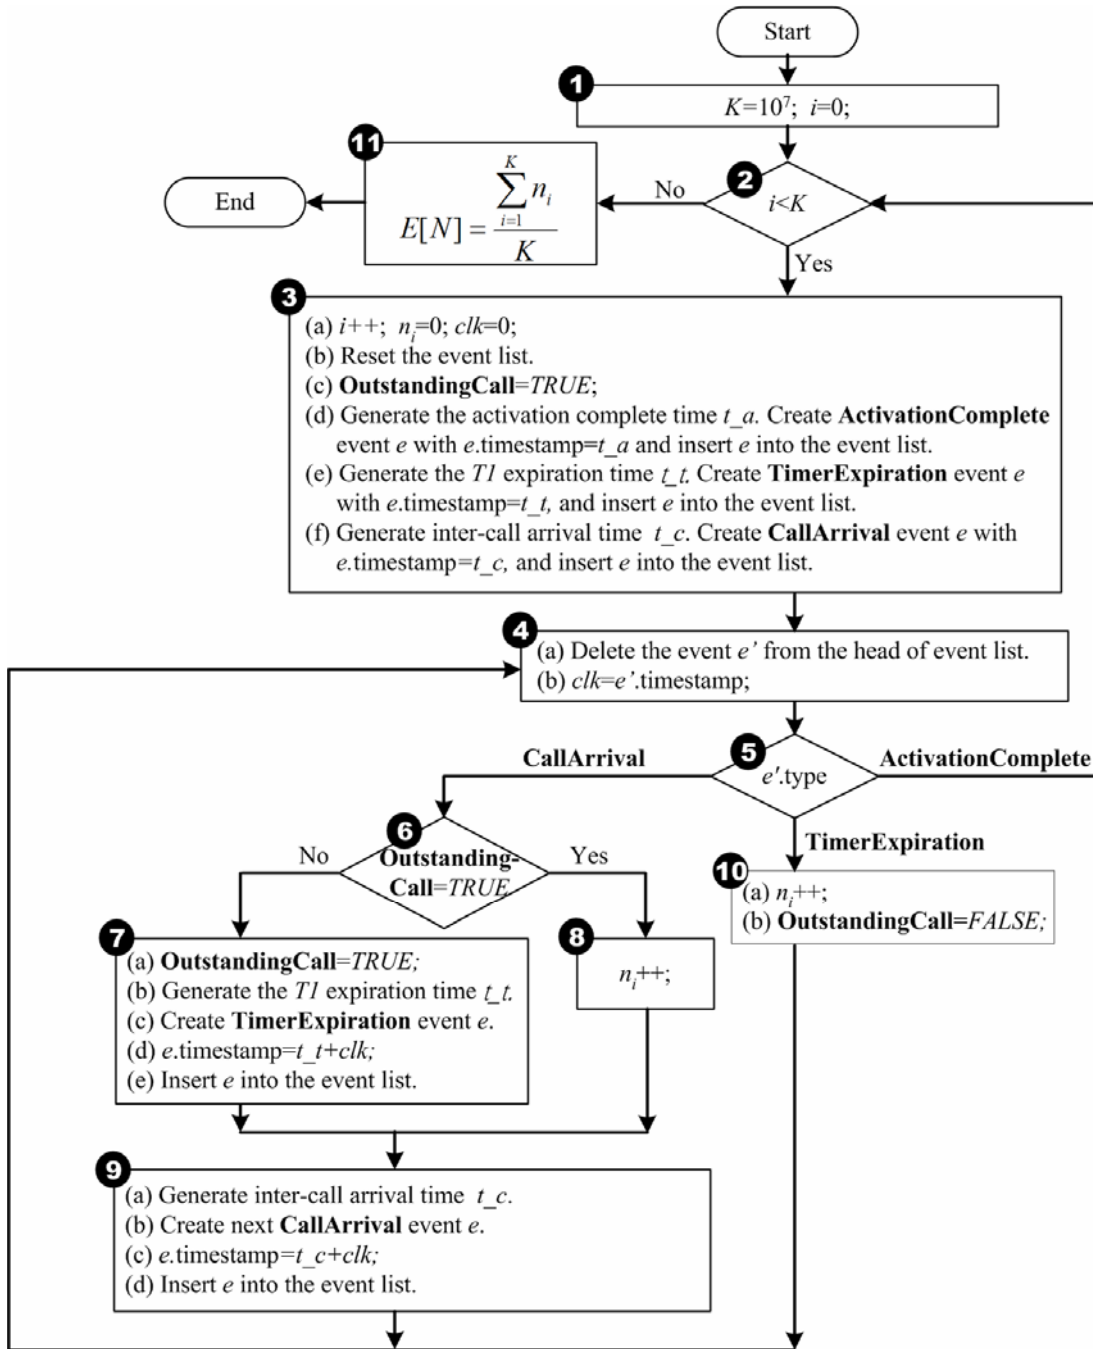 Start
1
K=10⁷; i=0;
11
E[N] = \frac{\sum_{i=1}^{K} n_i}{K}
End
No
2
i<K
Yes
3
(a) i++; nᵢ=0; clk=0;
(b) Reset the event list.
(c) OutstandingCall=TRUE;
(d) Generate the activation complete time t_a. Create ActivationComplete
event e with e.timestamp=t_a and insert e into the event list.
(e) Generate the T1 expiration time t_t. Create TimerExpiration event e
with e.timestamp=t_t, and insert e into the event list.
(f) Generate inter-call arrival time t_c. Create CallArrival event e with
e.timestamp=t_c, and insert e into the event list.
4
(a) Delete the event e’ from the head of event list.
(b) clk=e’.timestamp;
CallArrival
5
e′.type
ActivationComplete
TimerExpiration
6
Outstanding-
Call=TRUE
No
Yes
10
(a) nᵢ++;
(b) OutstandingCall=FALSE;
7
(a) OutstandingCall=TRUE;
(b) Generate the T1 expiration time t_t.
(c) Create TimerExpiration event e.
(d) e.timestamp=t_t+clk;
(e) Insert e into the event list.
8
nᵢ++;
9
(a) Generate inter-call arrival time t_c.
(b) Create next CallArrival event e.
(c) e.timestamp=t_c+clk;
(d) Insert e into the event list.